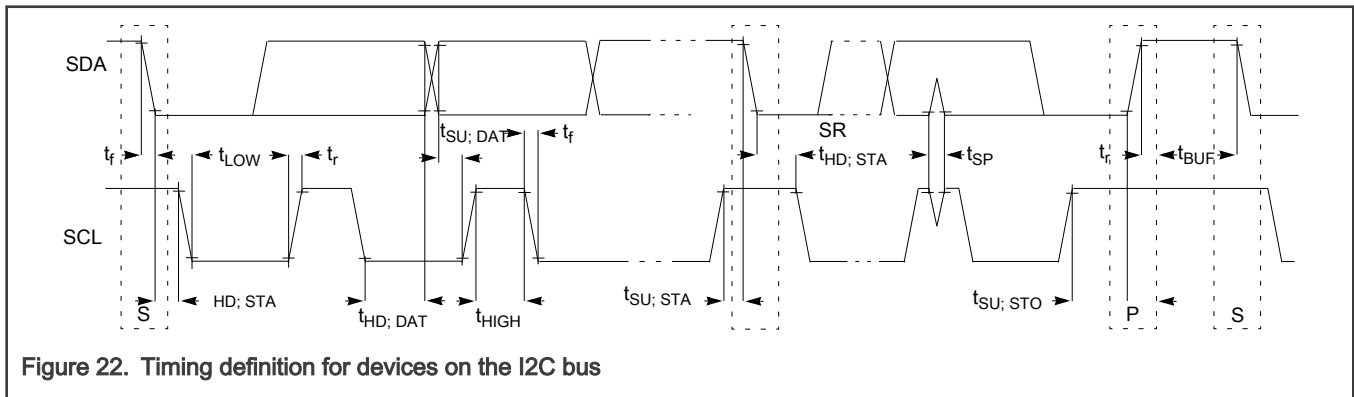 SDA
tSU; DAT tf SR
tf tLOW tr tHD; STA tSP tr tBUF
SCL
S HD; STA tHD; DAT tHIGH tSU; STA tSU; STO P S
Figure 22. Timing definition for devices on the I2C bus